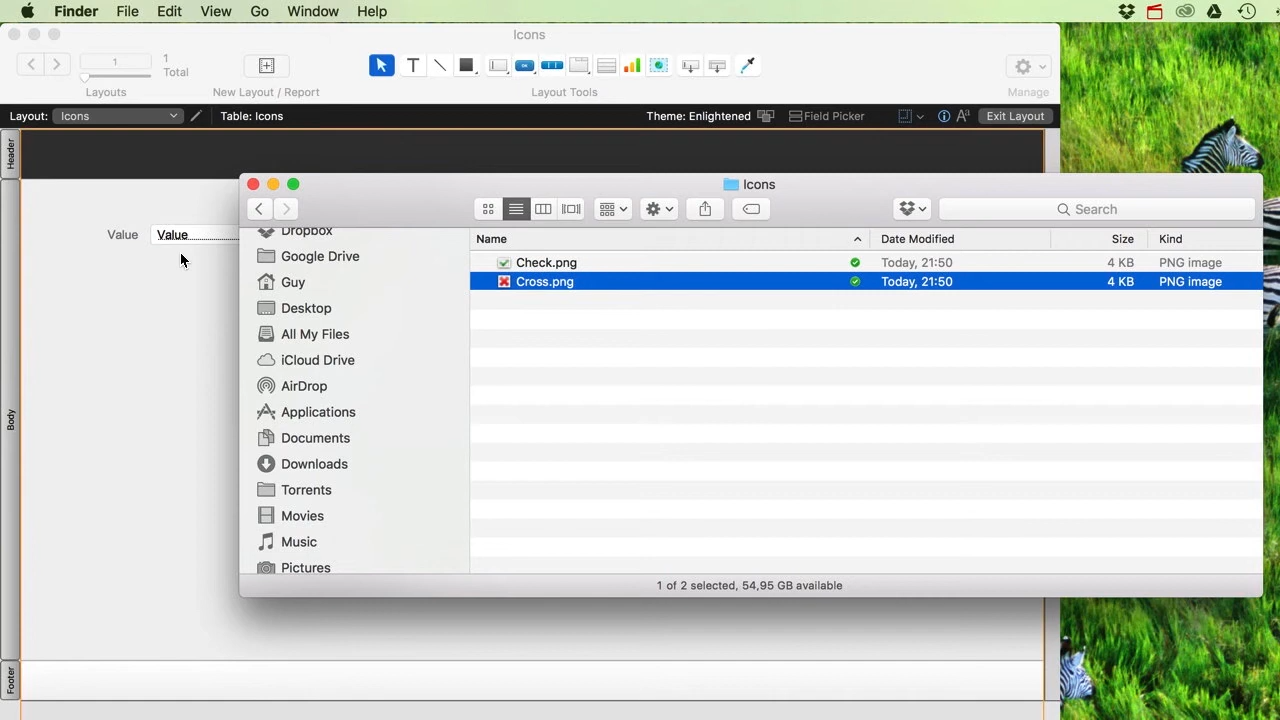 Finder File Edit View Go Window Help
Icons
1
1
Total
Layouts
New Layout / Report
T
OK
Layout Tools
Manage
Layout: Icons
Table: Icons
Theme: Enlightened
Field Picker
Aª
Exit Layout
Header
Body
Footer
Value Value
Icons
Search
Dropbox
Google Drive
Guy
Desktop
All My Files
iCloud Drive
AirDrop
Applications
Documents
Downloads
Torrents
Movies
Music
Pictures
Name Date Modified Size Kind
Check.png Today, 21:50 4 KB PNG image
Cross.png Today, 21:50 4 KB PNG image
1 of 2 selected, 54,95 GB available